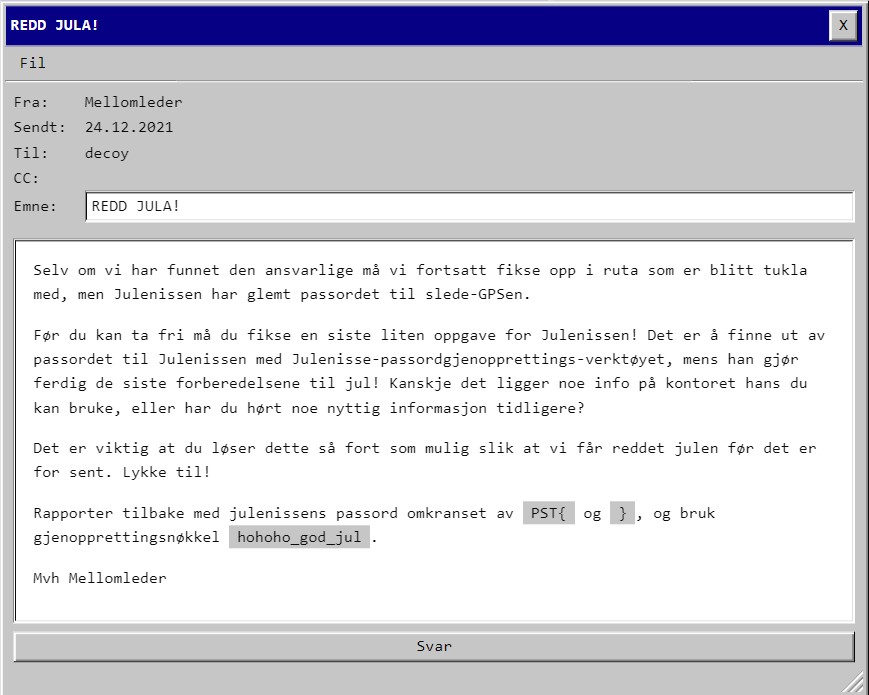 REDD JULA!
X
Fil
Fra: Mellomleder
Sendt: 24.12.2021
Til: decoy
CC:
Emne: REDD JULA!
Selv om vi har funnet den ansvarlige må vi fortsatt fikse opp i ruta som er blitt tukla
med, men Julenissen har glemt passordet til slede-GPSen.
Før du kan ta fri må du fikse en siste liten oppgave for Julenissen! Det er å finne ut av
passordet til Julenissen med Julenisse-passordgjenopprettings-verktøyet, mens han gjør
ferdig de siste forberedelsene til jul! Kanskje det ligger noe info på kontoret hans du
kan bruke, eller har du hørt noe nyttig informasjon tidligere?
Det er viktig at du løser dette så fort som mulig slik at vi får reddet julen før det er
for sent. Lykke til!
Rapporter tilbake med julenissens passord omkranset av PST{ og }, og bruk
gjenopprettingsnøkkel hohoho_god_jul.
Mvh Mellomleder
Svar